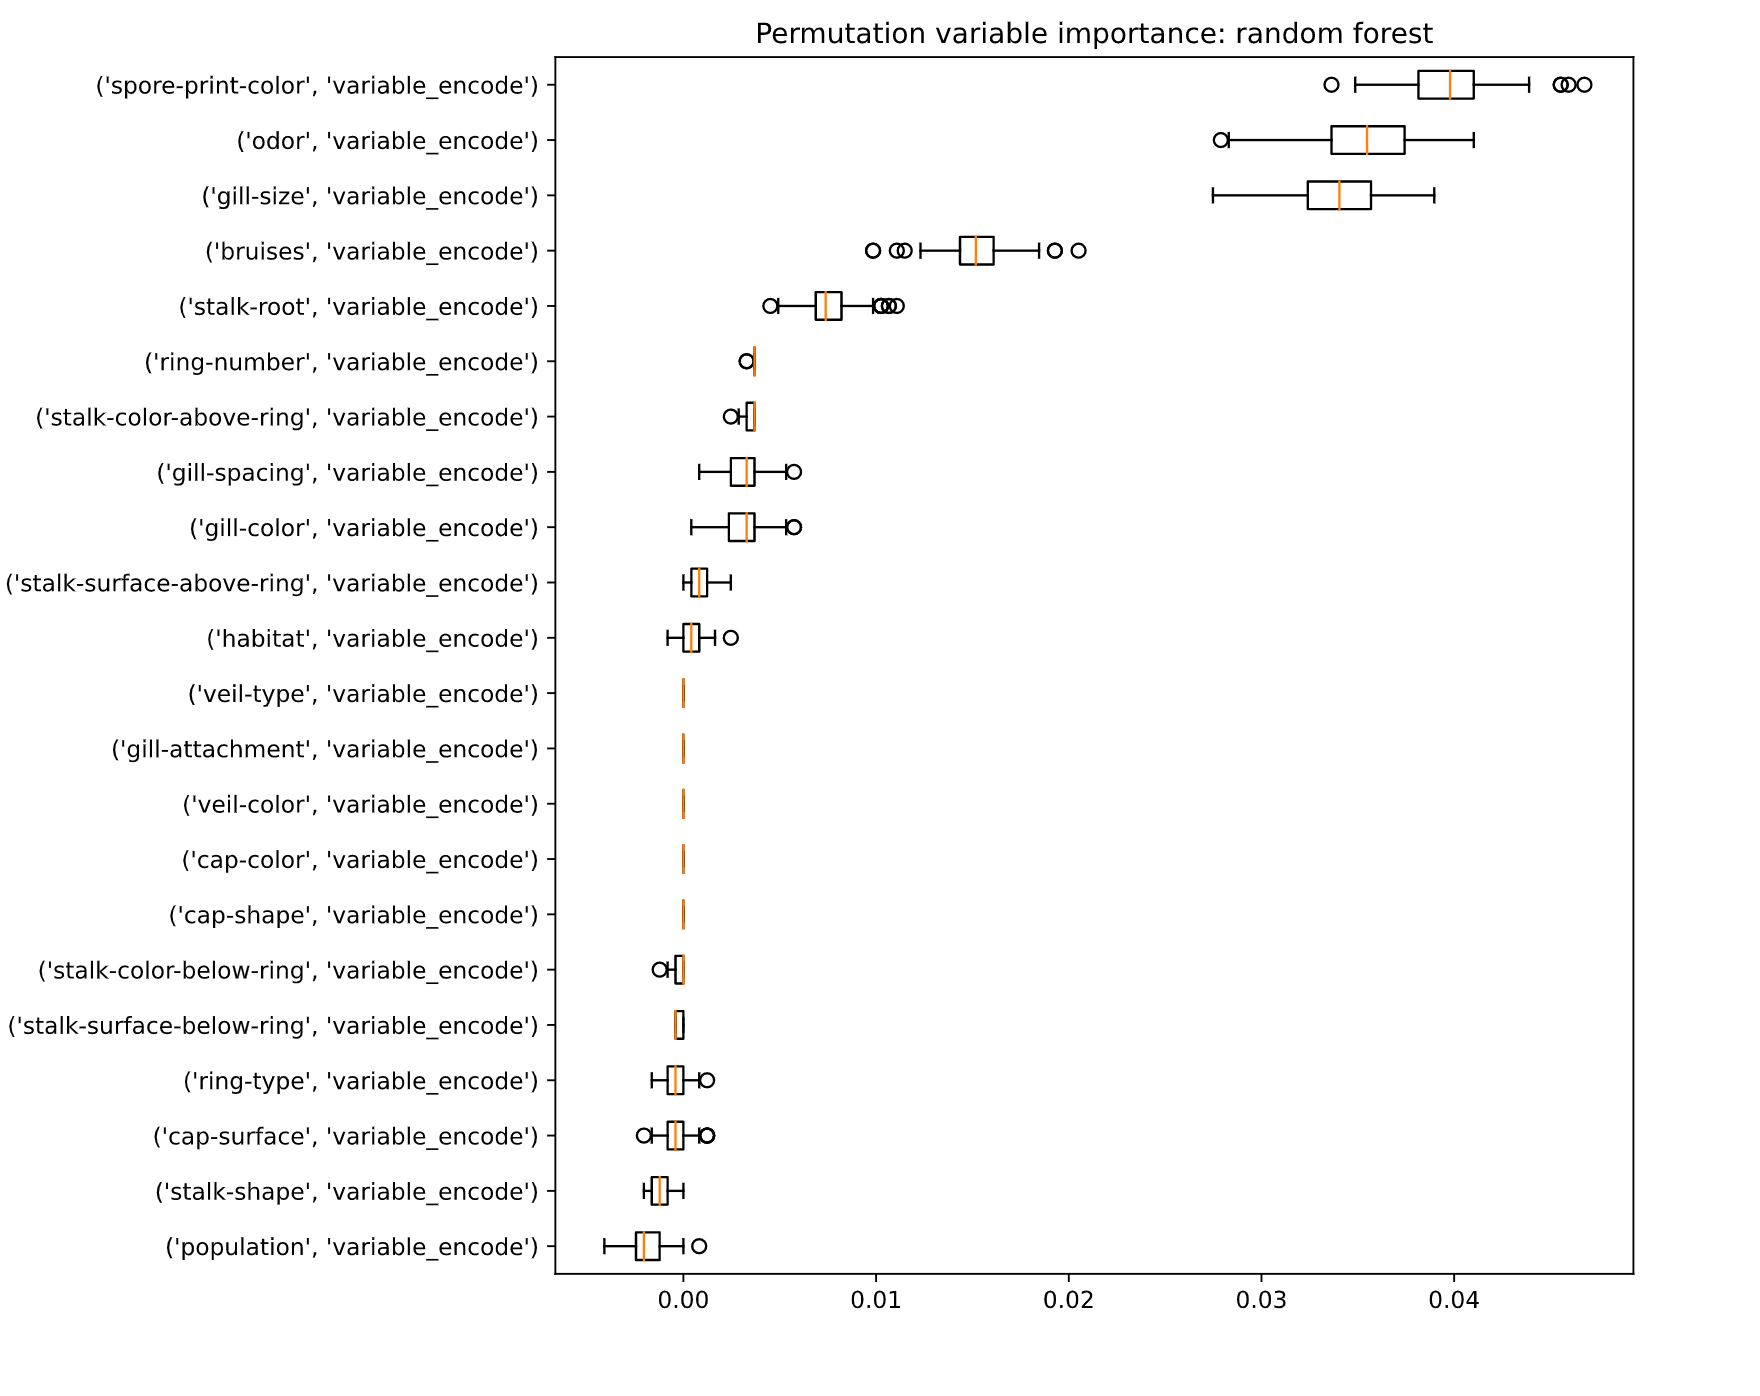 Permutation variable importance: random forest
('spore-print-color', 'variable_encode')
('odor', 'variable_encode')
('gill-size', 'variable_encode')
('bruises', 'variable_encode')
('stalk-root', 'variable_encode')
('ring-number', 'variable_encode')
('stalk-color-above-ring', 'variable_encode')
('gill-spacing', 'variable_encode')
('gill-color', 'variable_encode')
('stalk-surface-above-ring', 'variable_encode')
('habitat', 'variable_encode')
('veil-type', 'variable_encode')
('gill-attachment', 'variable_encode')
('veil-color', 'variable_encode')
('cap-color', 'variable_encode')
('cap-shape', 'variable_encode')
('stalk-color-below-ring', 'variable_encode')
('stalk-surface-below-ring', 'variable_encode')
('ring-type', 'variable_encode')
('cap-surface', 'variable_encode')
('stalk-shape', 'variable_encode')
('population', 'variable_encode')
0.00 0.01 0.02 0.03 0.04